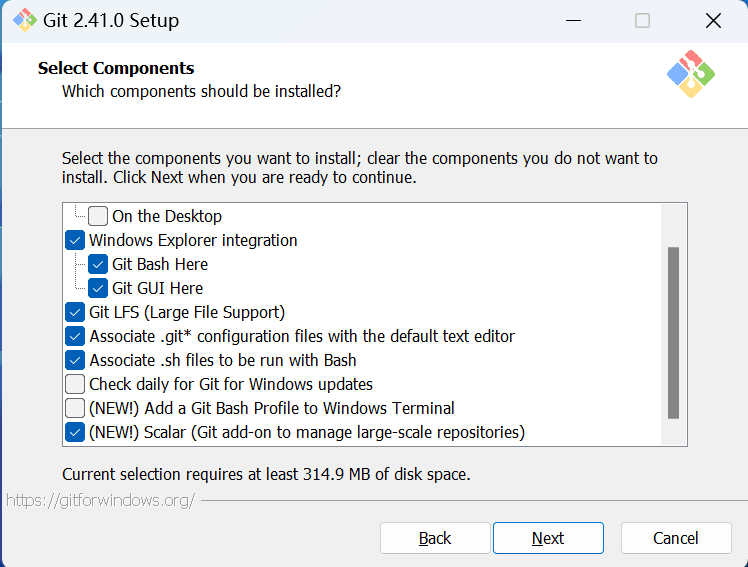 Git 2.41.0 Setup
Select Components
Which components should be installed?
Select the components you want to install; clear the components you do not want to
install. Click Next when you are ready to continue.
On the Desktop
Windows Explorer integration
Git Bash Here
Git GUI Here
Git LFS (Large File Support)
Associate .git* configuration files with the default text editor
Associate .sh files to be run with Bash
Check daily for Git for Windows updates
(NEW!) Add a Git Bash Profile to Windows Terminal
(NEW!) Scalar (Git add-on to manage large-scale repositories)
Current selection requires at least 314.9 MB of disk space.
https://gitforwindows.org/
Back Next Cancel